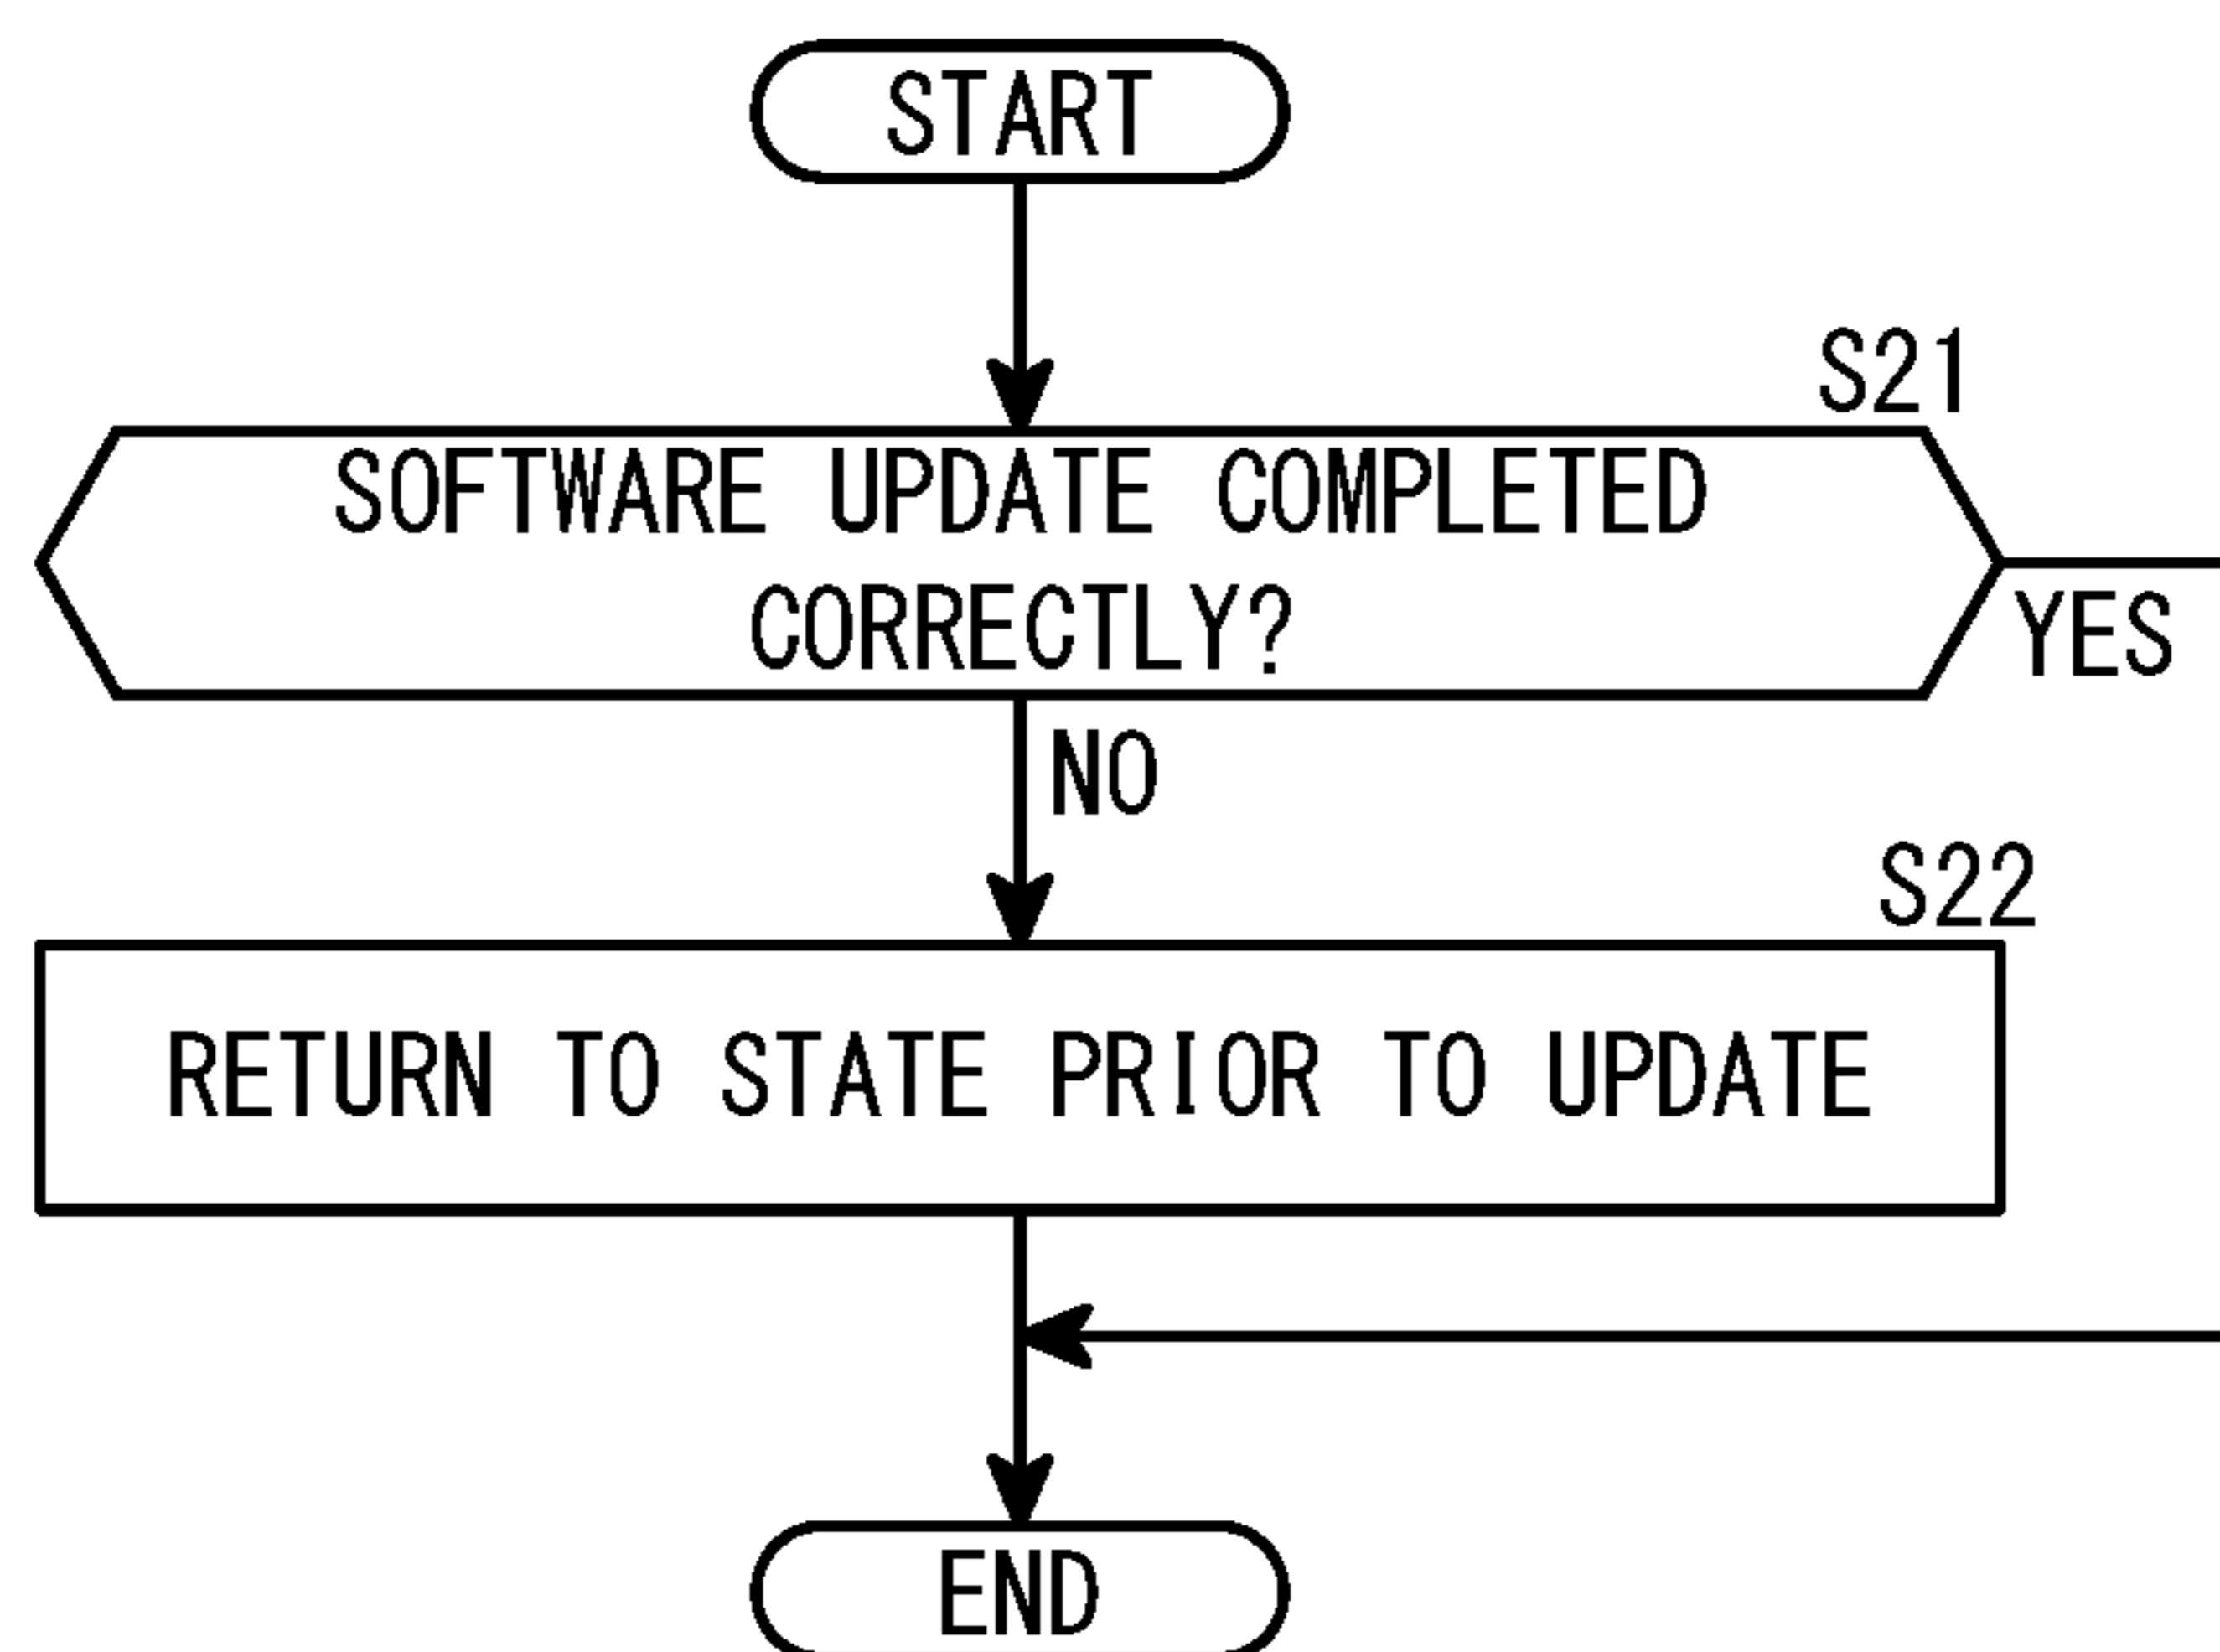 START
S21
SOFTWARE UPDATE COMPLETED
CORRECTLY?
YES
NO
S22
RETURN TO STATE PRIOR TO UPDATE
END